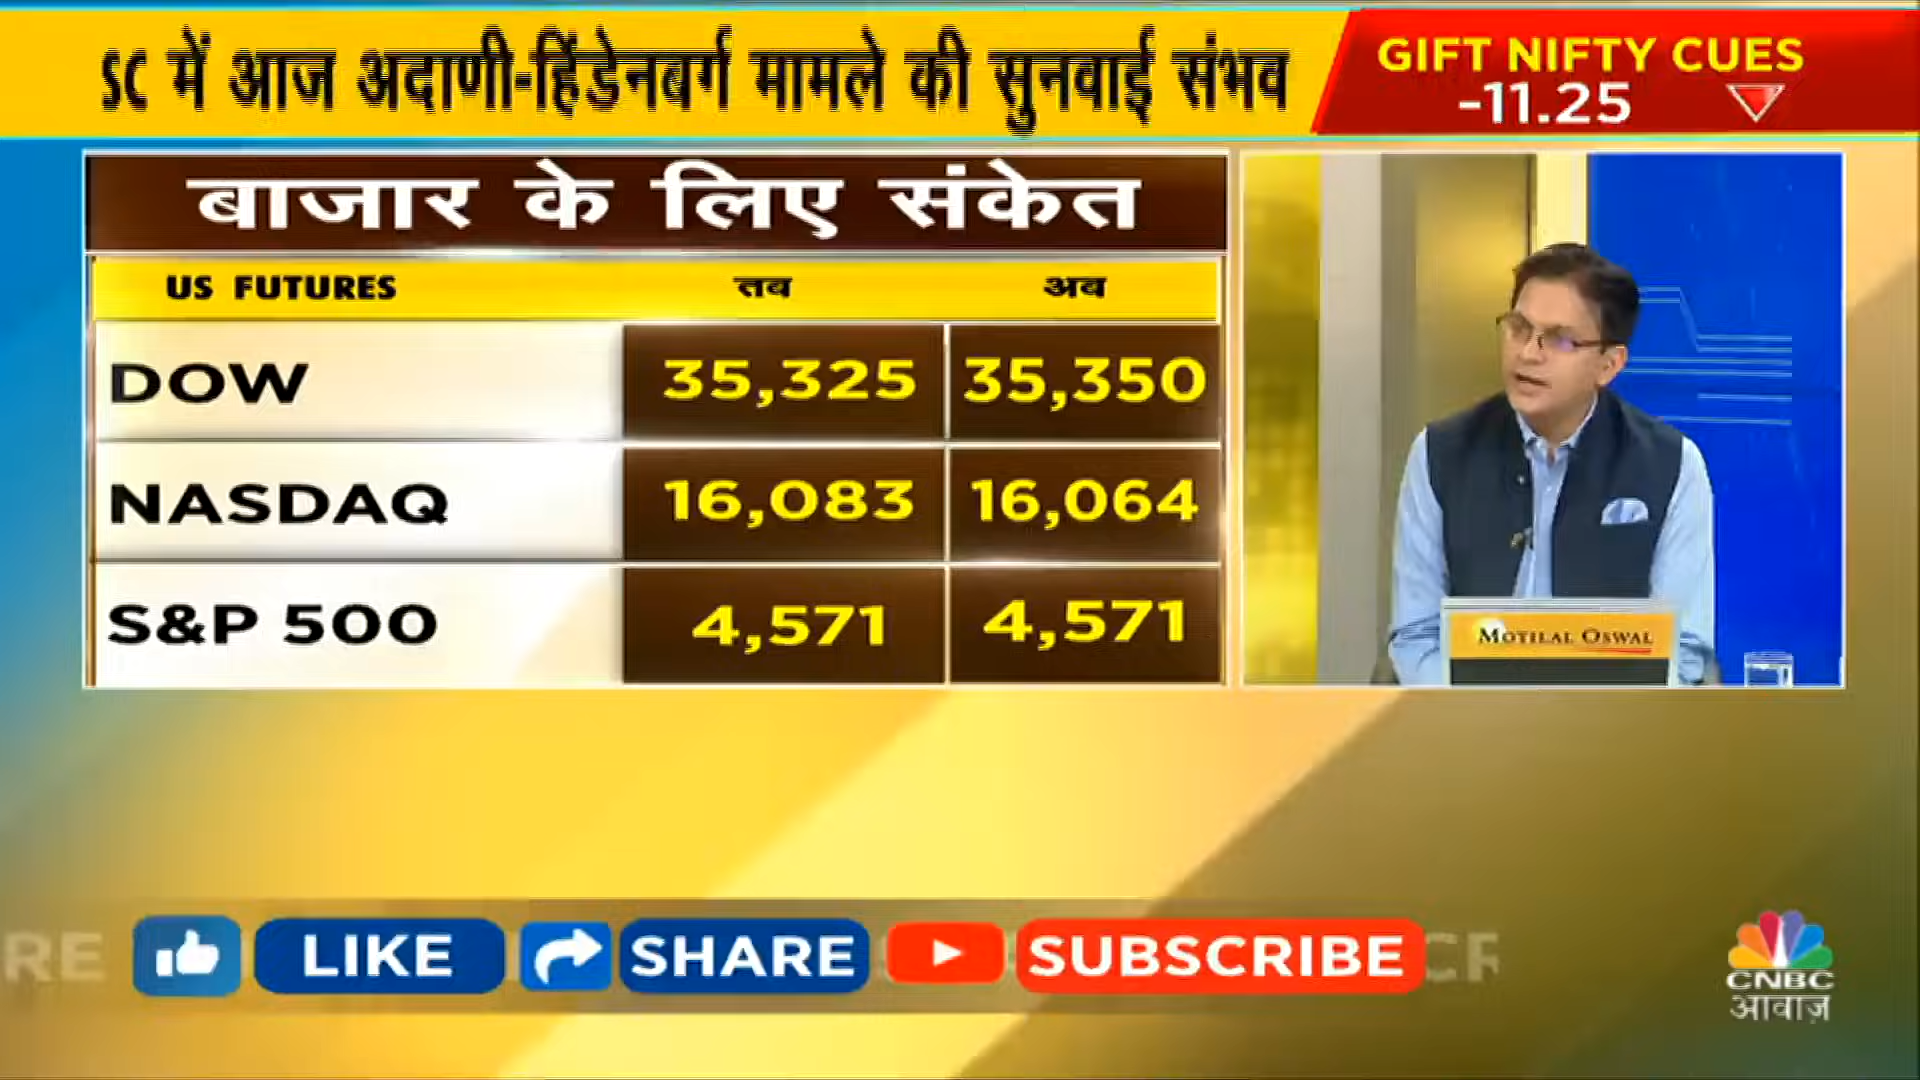 SC में आज अदाणी-हिंडेनबर्ग मामले की सुनवाई संभव
GIFT NIFTY CUES
-11.25
बाजार के लिए संकेत
US FUTURES तब अब
DOW 35,325 35,350
NASDAQ 16,083 16,064
S&P 500 4,571 4,571
MOTILAL OSWAL
RE LIKE SHARE SUBSCRIBE CR
CNBC
आवाज़